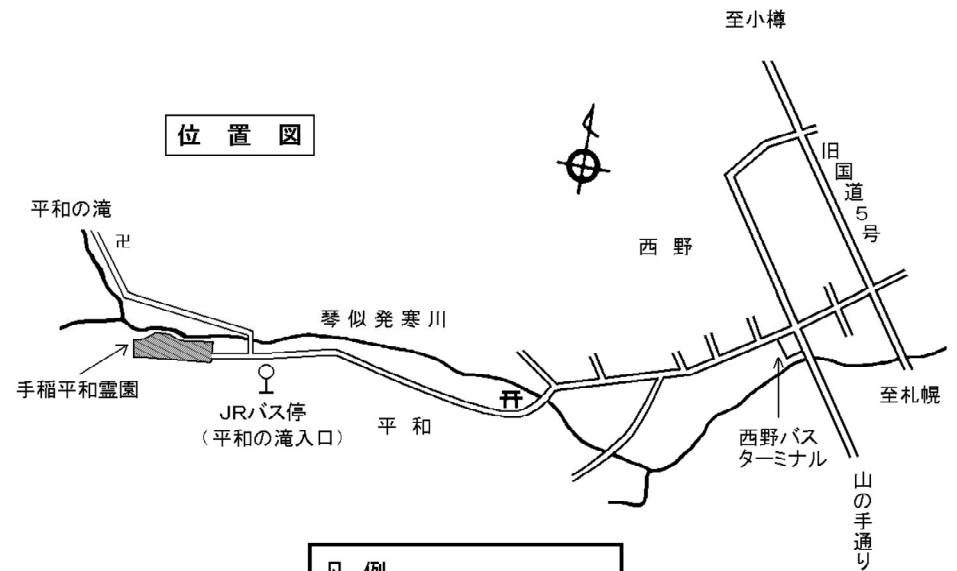 至小樽
位置図
旧国道5号
平和の滝
卍
西野
琴似発寒川
手稲平和霊園
JRバス停
（平和の滝入口）
平和
至札幌
西野バス
ターミナル
山の手通り
凡例